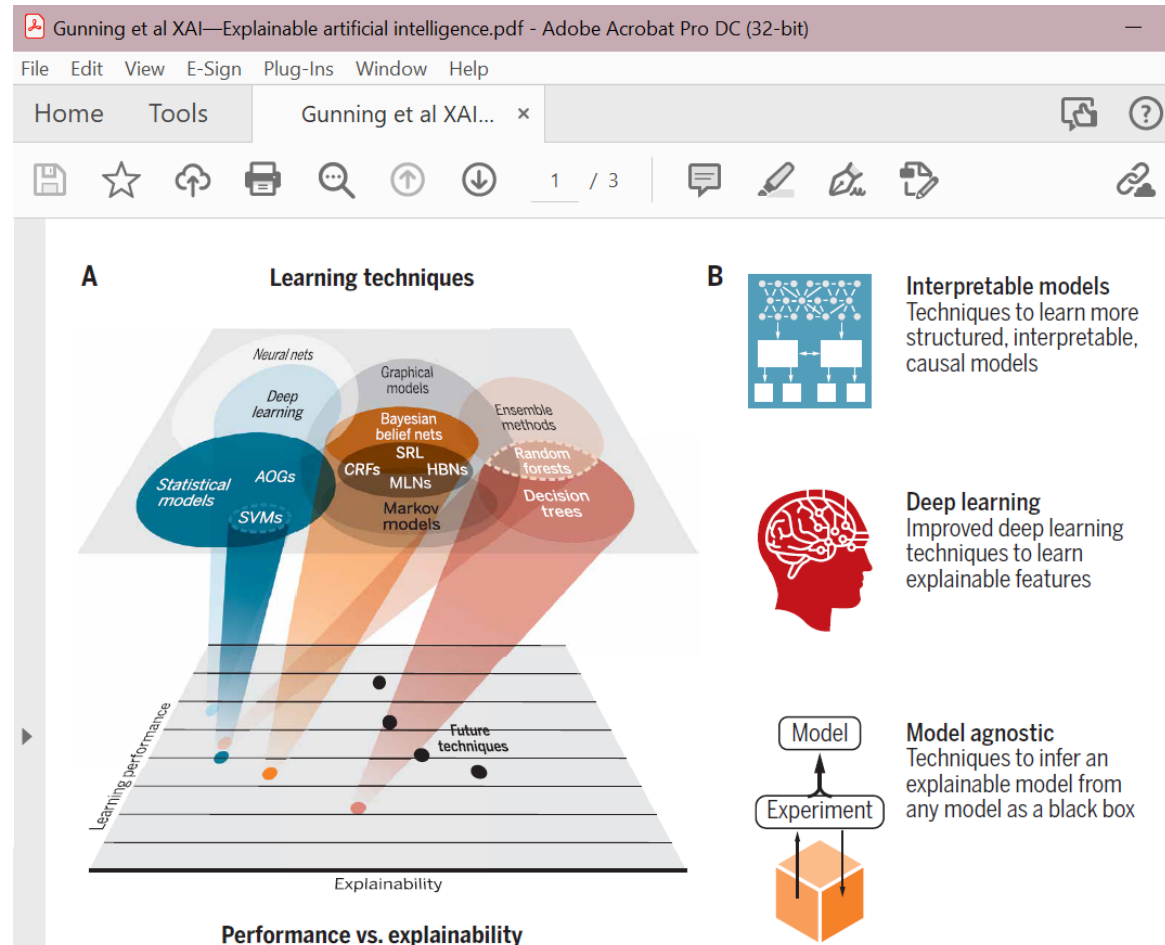 Gunning et al XAI—Explainable artificial intelligence.pdf - Adobe Acrobat Pro DC (32-bit)
File Edit View E-Sign Plug-Ins Window Help
Home Tools Gunning et al XAI... ×
1 / 3
A
Learning techniques
Neural nets
Deep
learning
Graphical
models
Bayesian
belief nets
Ensemble
methods
SRL
CRFs HBNs
MLNs
Random
forests
Statistical
models
AOGs
SVMs
Markov
models
Decision
trees
Learning performance
Future
techniques
Explainability
Performance vs. explainability
B
Interpretable models
Techniques to learn more
structured, interpretable,
causal models
Deep learning
Improved deep learning
techniques to learn
explainable features
Model
Experiment
Model agnostic
Techniques to infer an
explainable model from
any model as a black box